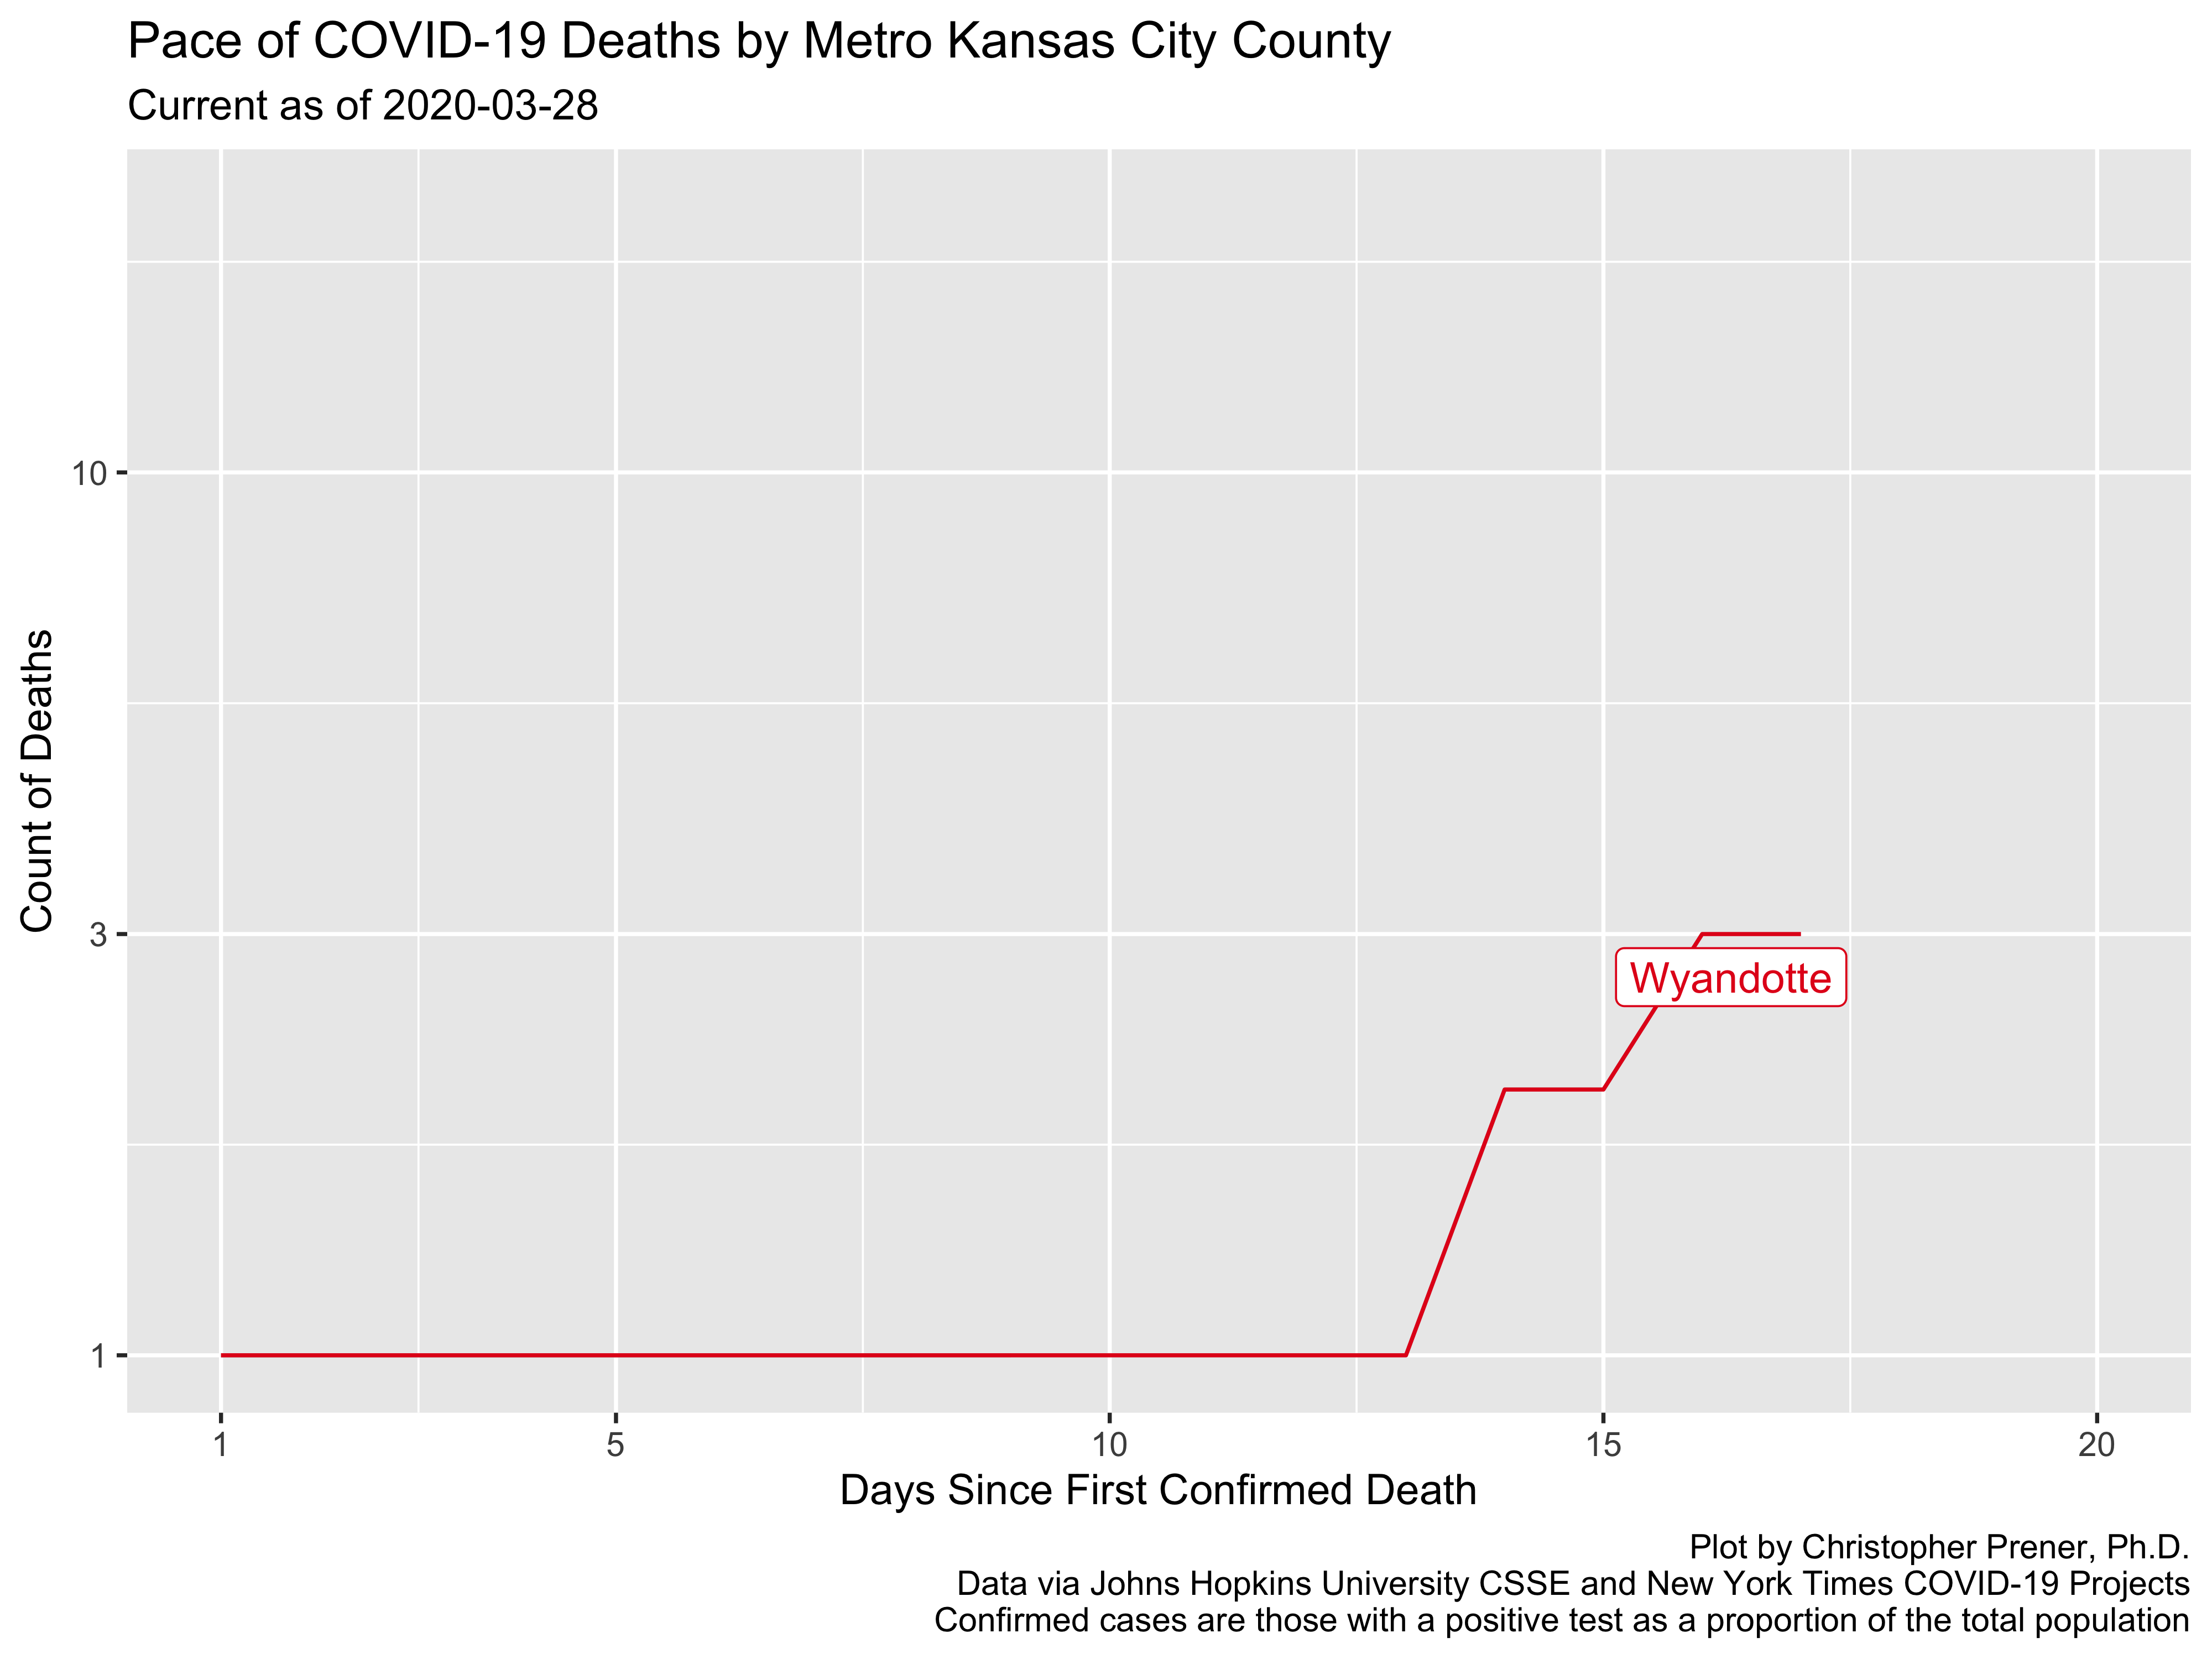 Pace of COVID-19 Deaths by Metro Kansas City County
Current as of 2020-03-28
Count of Deaths
10
3
1
Wyandotte
1 5 10 15 20
Days Since First Confirmed Death
Plot by Christopher Prener, Ph.D.
Data via Johns Hopkins University CSSE and New York Times COVID-19 Projects
Confirmed cases are those with a positive test as a proportion of the total population